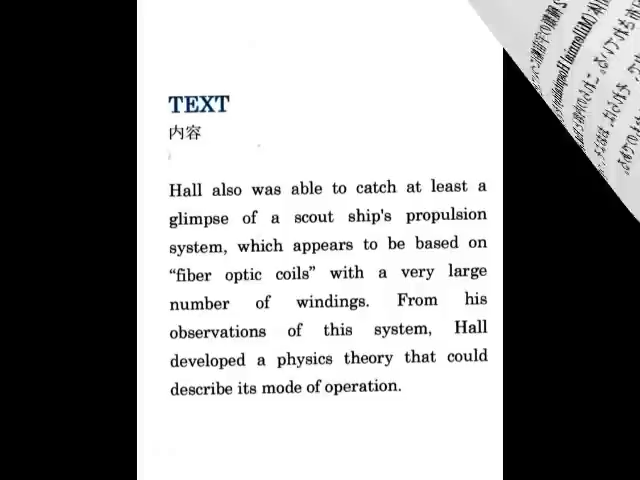 TEXT
内容
Hall also was able to catch at least a
glimpse of a scout ship's propulsion
system, which appears to be based on
“fiber optic coils” with a very large
number of windings. From his
observations of this system, Hall
developed a physics theory that could
describe its mode of operation.